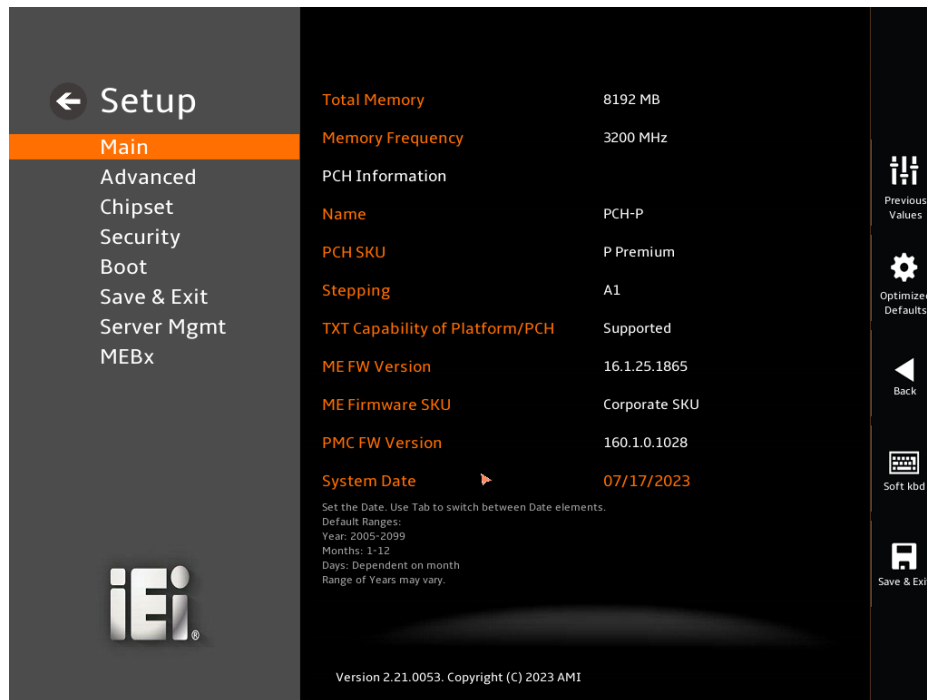 Setup
Main
Advanced
Chipset
Security
Boot
Save & Exit
Server Mgmt
MEBx
iEi®
Total Memory 8192 MB
Memory Frequency 3200 MHz
PCH Information
Name PCH-P
PCH SKU P Premium
Stepping A1
TXT Capability of Platform/PCH Supported
ME FW Version 16.1.25.1865
ME Firmware SKU Corporate SKU
PMC FW Version 160.1.0.1028
System Date 07/17/2023
Set the Date. Use Tab to switch between Date elements.
Default Ranges:
Year: 2005-2099
Months: 1-12
Days: Dependent on month
Range of Years may vary.
Version 2.21.0053. Copyright (C) 2023 AMI
Previous
Values
Optimized
Defaults
Back
Soft kbd
Save & Exi